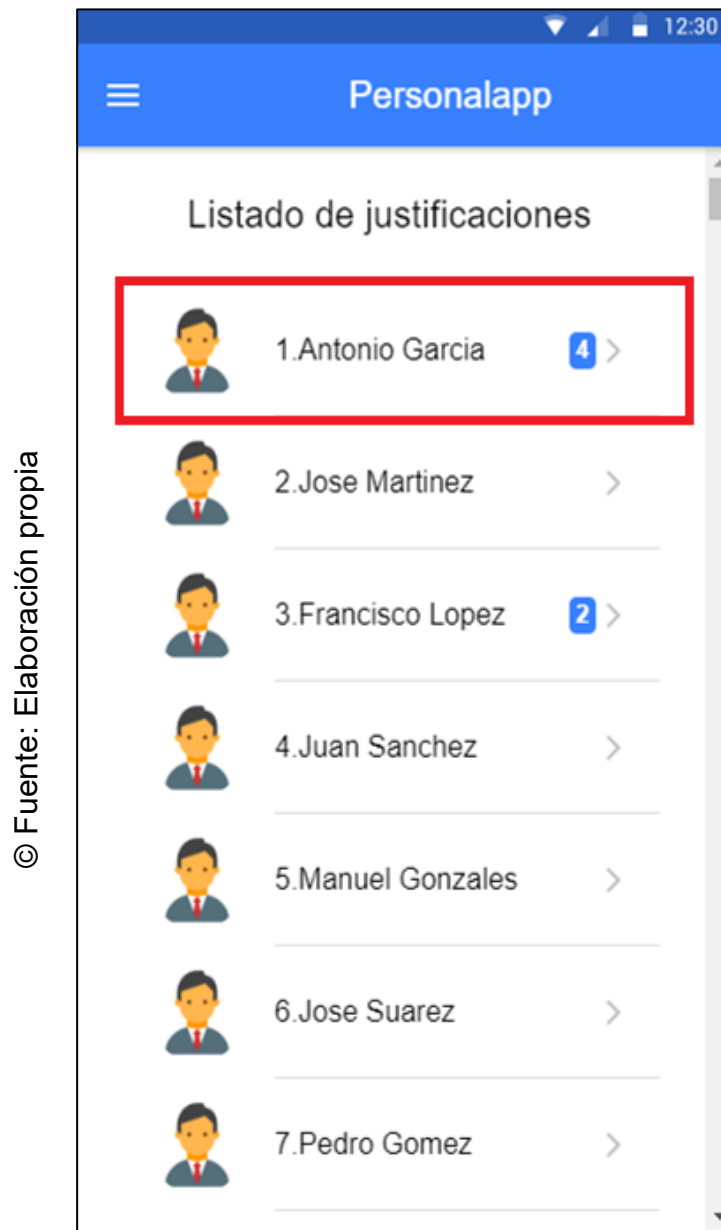 12:30
Personalapp
Listado de justificaciones
1.Antonio Garcia 4
2.Jose Martinez
3.Francisco Lopez 2
4.Juan Sanchez
5.Manuel Gonzales
6.Jose Suarez
7.Pedro Gomez
© Fuente: Elaboración propia